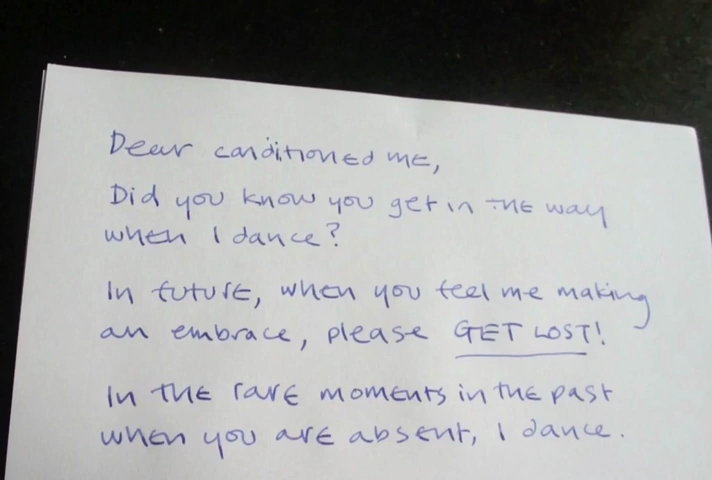 Dear conditioned me,
Did you know you get in the way
when I dance?
In future, when you feel me making
an embrace, please GET LOST!
In the rare moments in the past
when you are absent, I dance.